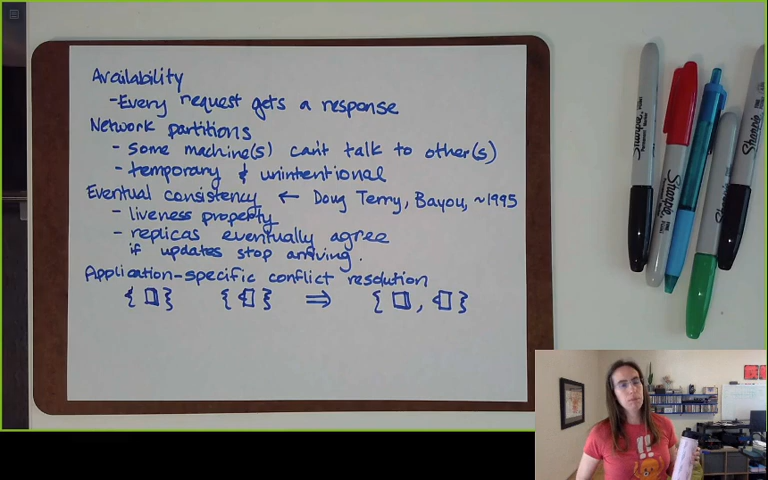 Availability
- Every request gets a response
Network partitions
- some machine(s) can't talk to other(s)
- temporary & unintentional
Eventual consistency ← Doug Terry, Bayou, ~1995
- liveness property
- replicas eventually agree
if updates stop arriving.
Application-specific conflict resolution
Sharpie
Sharpie
Sharpie